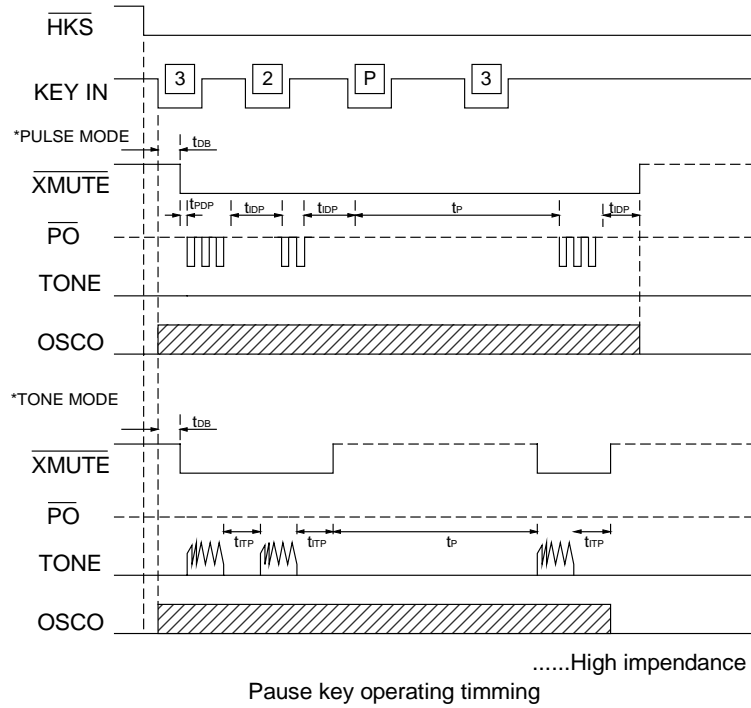 HKS
KEY IN 3 2 P 3
*PULSE MODE tDB
XMUTE
tPDP tIDP tIDP tP tIDP
PO
TONE
OSCO
*TONE MODE tDB
XMUTE
PO
tITP tITP tP tITP
TONE
OSCO
......High impendance
Pause key operating timming